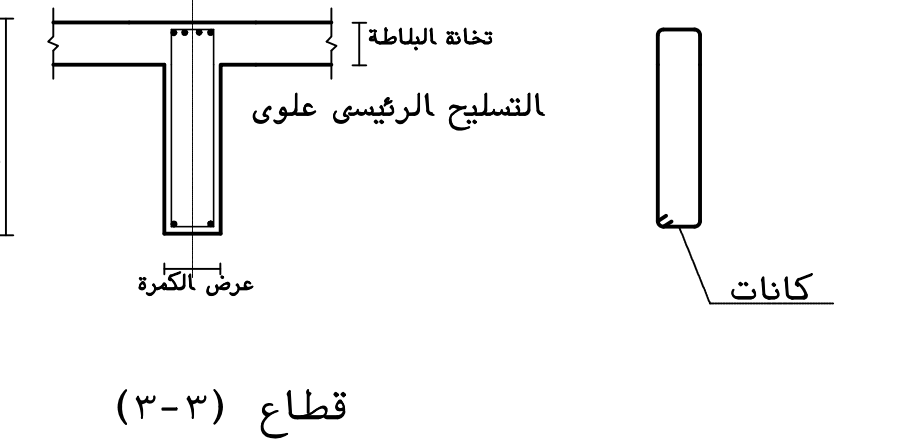 تخانة البلاطة
التسليح الرئيسى علوى
عرض الكمرة
كانات
قطاع (٣-٣)